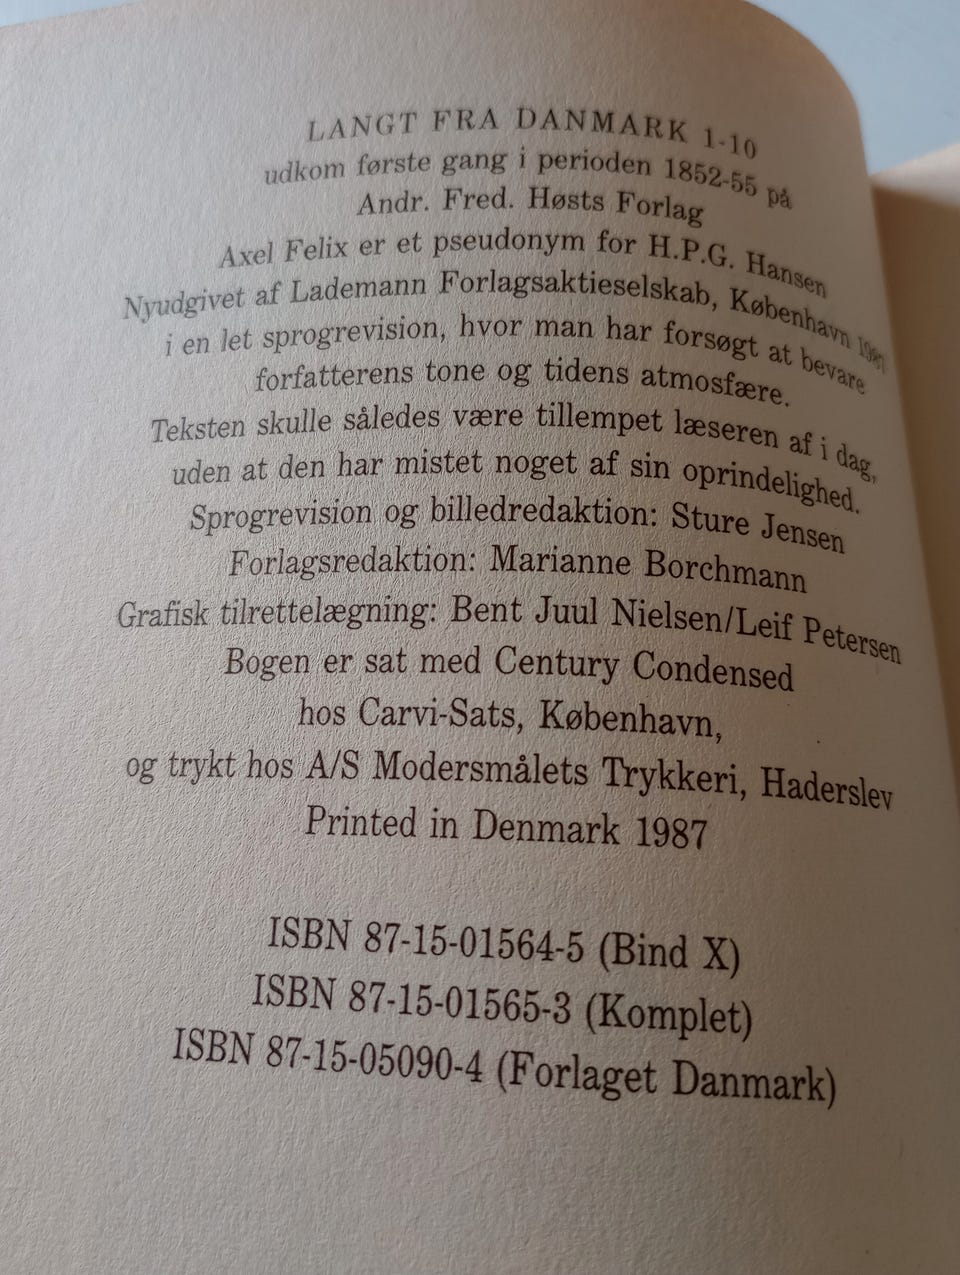 LANGT FRA DANMARK 1-10
udkom første gang i perioden 1852-55 på
Andr. Fred. Høsts Forlag
Axel Felix er et pseudonym for H.P.G. Hansen
Nyudgivet af Lademann Forlagsaktieselskab, København 1987
i en let sprogrevision, hvor man har forsøgt at bevare
forfatterens tone og tidens atmosfære.
Teksten skulle således være tillempet læseren af i dag,
uden at den har mistet noget af sin oprindelighed.
Sprogrevision og billedredaktion: Sture Jensen
Forlagsredaktion: Marianne Borchmann
Grafisk tilrettelægning: Bent Juul Nielsen/Leif Petersen
Bogen er sat med Century Condensed
hos Carvi-Sats, København,
og trykt hos A/S Modersmålets Trykkeri, Haderslev
Printed in Denmark 1987
ISBN 87-15-01564-5 (Bind X)
ISBN 87-15-01565-3 (Komplet)
ISBN 87-15-05090-4 (Forlaget Danmark)